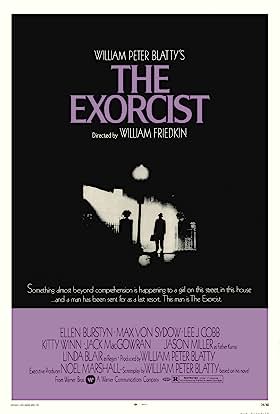 WILLIAM PETER BLATTY'S
THE
EXORCIST
Directed by WILLIAM FRIEDKIN
Something almost beyond comprehension is happening to a girl on this street, in this house
...and a man has been sent for as a last resort. This man is The Exorcist.
ELLEN BURSTYN · MAX VON SYDOW · LEE J. COBB
KITTY WINN · JACK MacGOWRAN JASON MILLER as Father Karras
LINDA BLAIR as Regan · Produced by WILLIAM PETER BLATTY
Executive Producer NOEL MARSHALL · Screenplay by WILLIAM PETER BLATTY based on his novel
From Warner Bros. A Warner Communications Company
R RESTRICTED